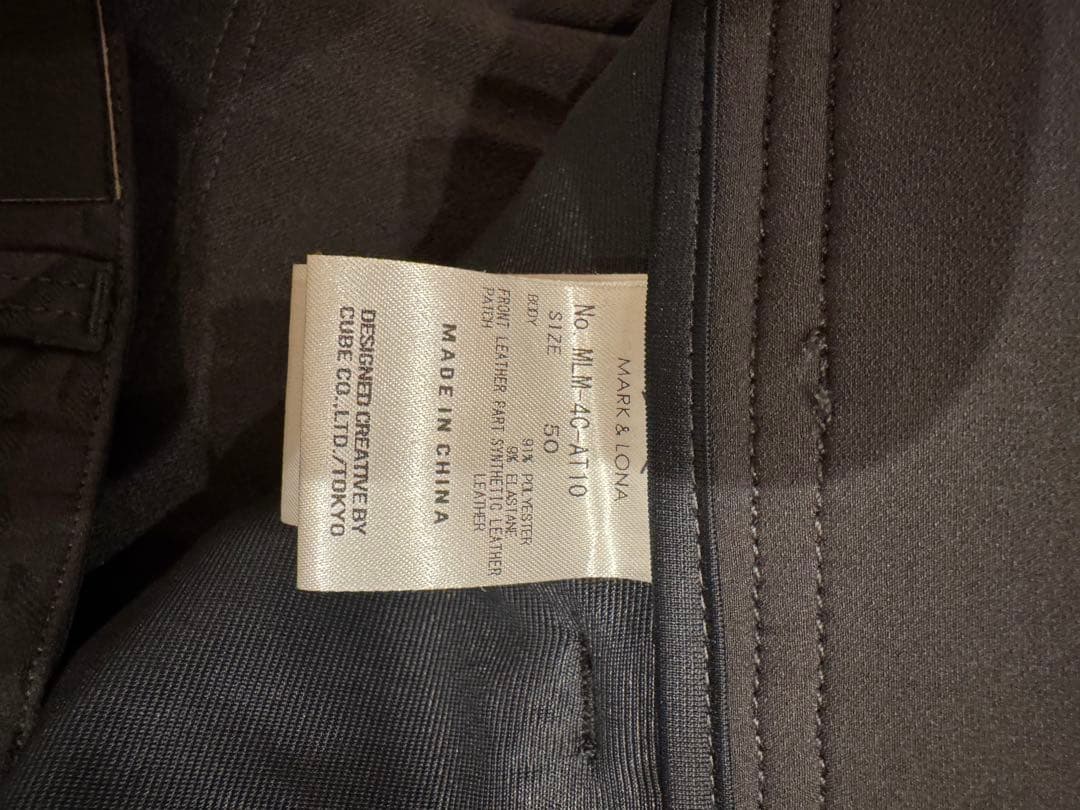 MARK & LONA
No. MLM-4C-AT10
SIZE 50
BODY 91% POLYESTER
9% ELASTANE
FRONT LEATHER PART SYNTHETIC LEATHER
PATCH LEATHER
MADE IN CHINA
DESIGNED CREATIVE BY
CUBE CO.,LTD./TOKYO